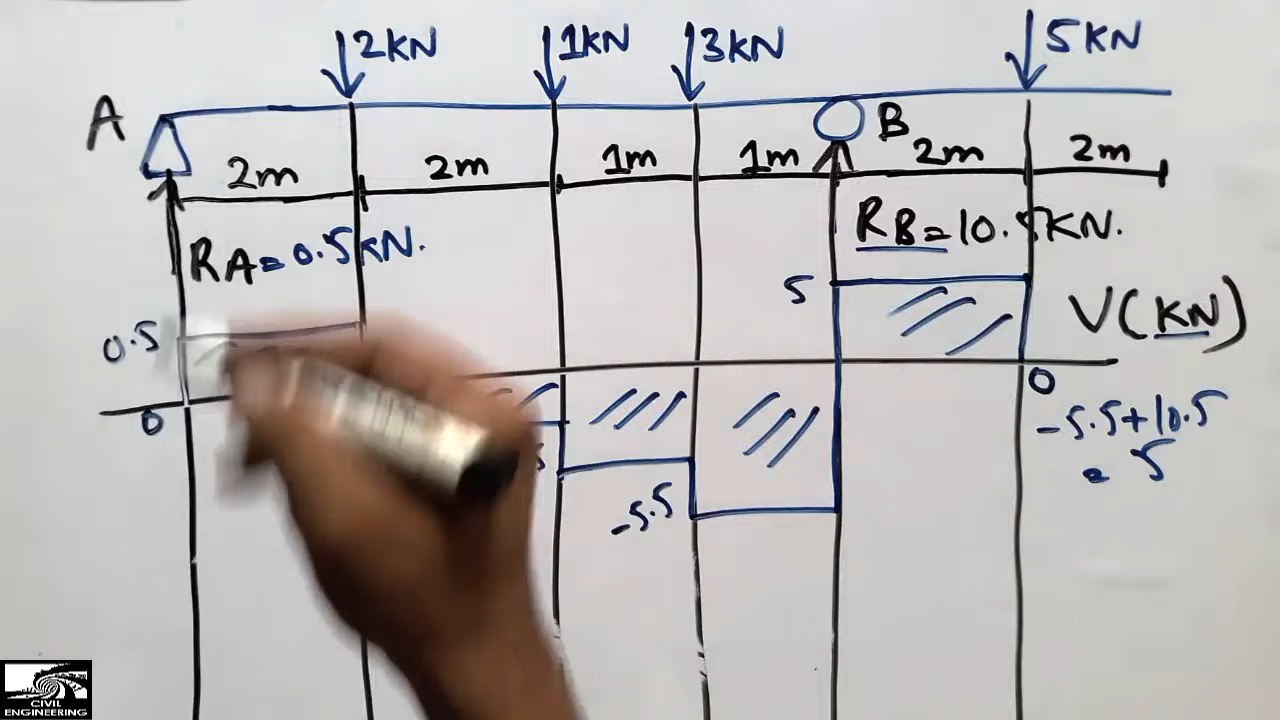 2KN
1KN
3KN
5KN
A
B
2m
2m
1m
1m
2m
2m
RA=0.5KN.
RB=10.5KN.
5
V(KN)
0.5
0
0
-5.5+10.5
= 5
-5.5
CIVIL
ENGINEERING